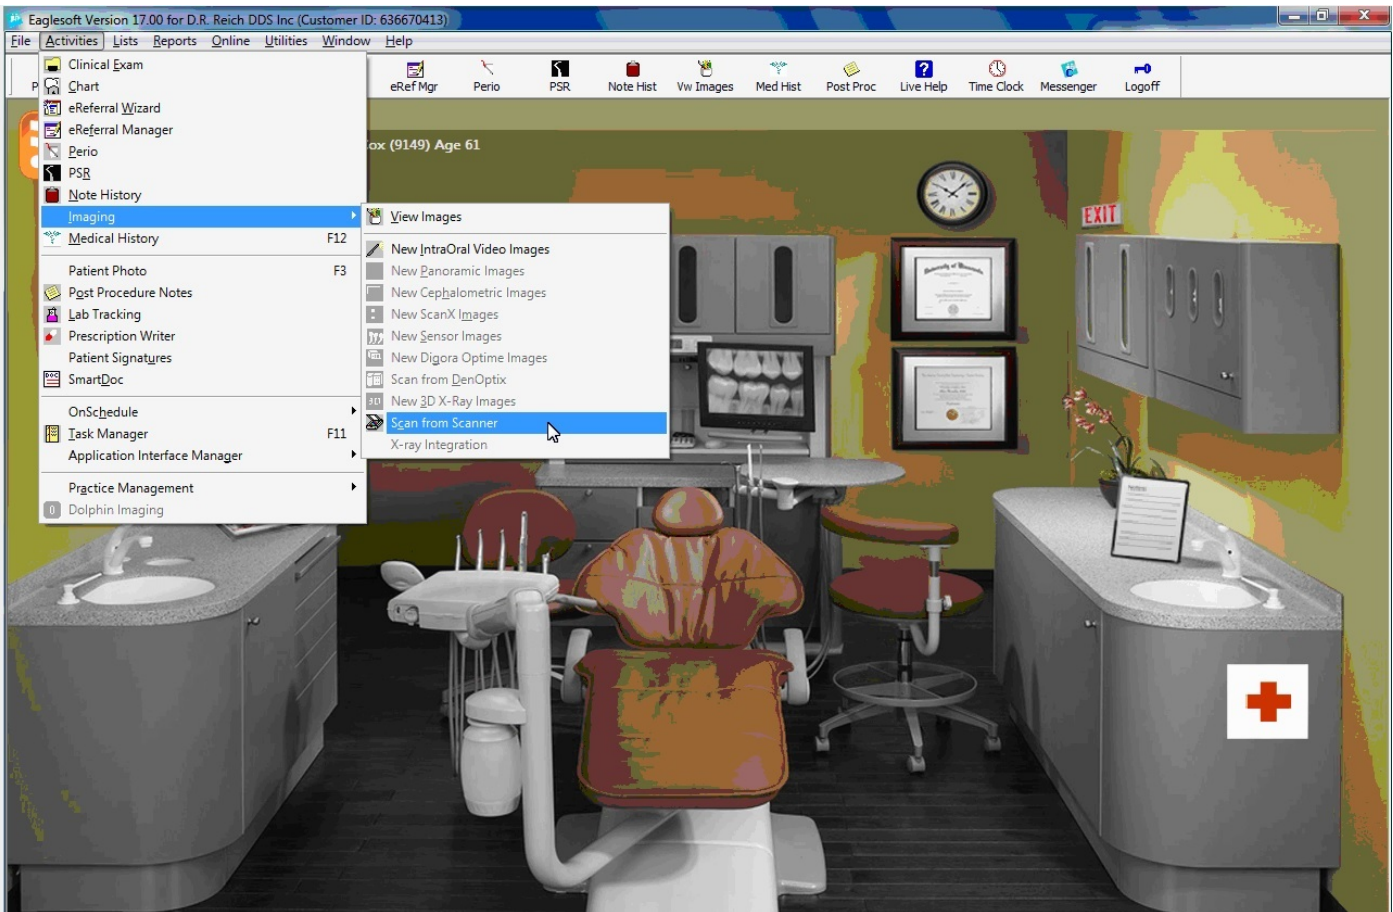 Eaglesoft Version 17.00 for D.R. Reich DDS Inc (Customer ID: 636670413)
File Activities Lists Reports Online Utilities Window Help
eRef Mgr Perio PSR Note Hist Vw Images Med Hist Post Proc Live Help Time Clock Messenger Logoff
Clinical Exam
Chart
eReferral Wizard
eReferral Manager
Perio
PSR
Note History
Imaging
Medical History F12
Patient Photo F3
Post Procedure Notes
Lab Tracking
Prescription Writer
Patient Signatures
SmartDoc
OnSchedule
Task Manager F11
Application Interface Manager
Practice Management
Dolphin Imaging
View Images
New IntraOral Video Images
New Panoramic Images
New Cephalometric Images
New ScanX Images
New Sensor Images
New Digora Optime Images
Scan from DenOptix
New 3D X-Ray Images
Scan from Scanner
X-ray Integration
(9149) Age 61
EXIT